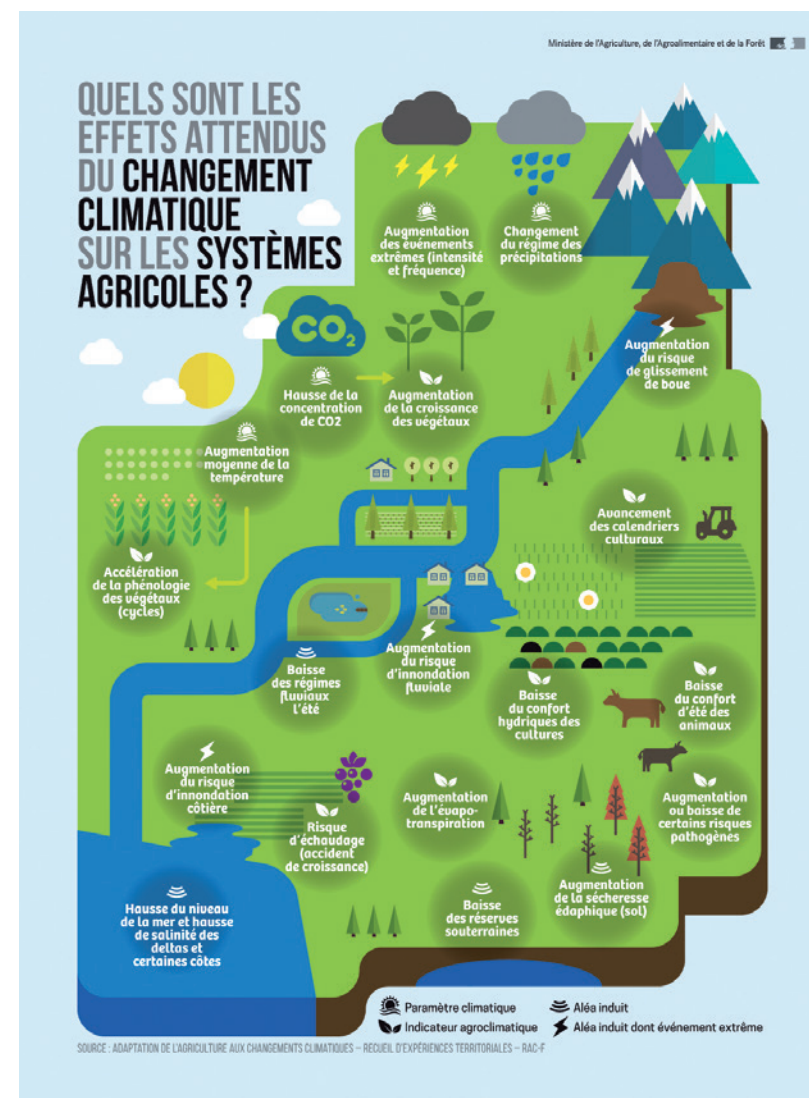 Ministère de l'Agriculture, de l'Agroalimentaire et de la Forêt
QUELS SONT LES
EFFETS ATTENDUS
DU CHANGEMENT
CLIMATIQUE
SUR LES SYSTÈMES
AGRICOLES ?
Augmentation
des événements
extrêmes (intensité
et fréquence)
Changement
du régime des
précipitations
CO2
Augmentation
du risque
de glissement
de boue
Hausse de la
concentration
de CO2
Augmentation
de la croissance
des végétaux
Augmentation
moyenne de la
température
Avancement
des calendriers
culturaux
Accélération
de la phénologie
des végétaux
(cycles)
Baisse
des régimes
fluviaux
l'été
Augmentation
du risque
d'innondation
fluviale
Baisse
du confort
hydriques des
cultures
Baisse
du confort
d'été des
animaux
Augmentation
du risque
d'innondation
côtière
Risque
d'échaudage
(accident
de croissance)
Augmentation
de l'évapo-
transpiration
Augmentation
ou baisse de
certains risques
pathogènes
Hausse du niveau
de la mer et hausse
de salinité des
deltas et
certaines côtes
Baisse
des réserves
souterraines
Augmentation
de la sécheresse
édaphique (sol)
Paramètre climatique
Aléa induit
Indicateur agroclimatique
Aléa induit dont événement extrême
SOURCE : ADAPTATION DE L'AGRICULTURE AUX CHANGEMENTS CLIMATIQUES – RECUEIL D'EXPÉRIENCES TERRITORIALES – RAC-F